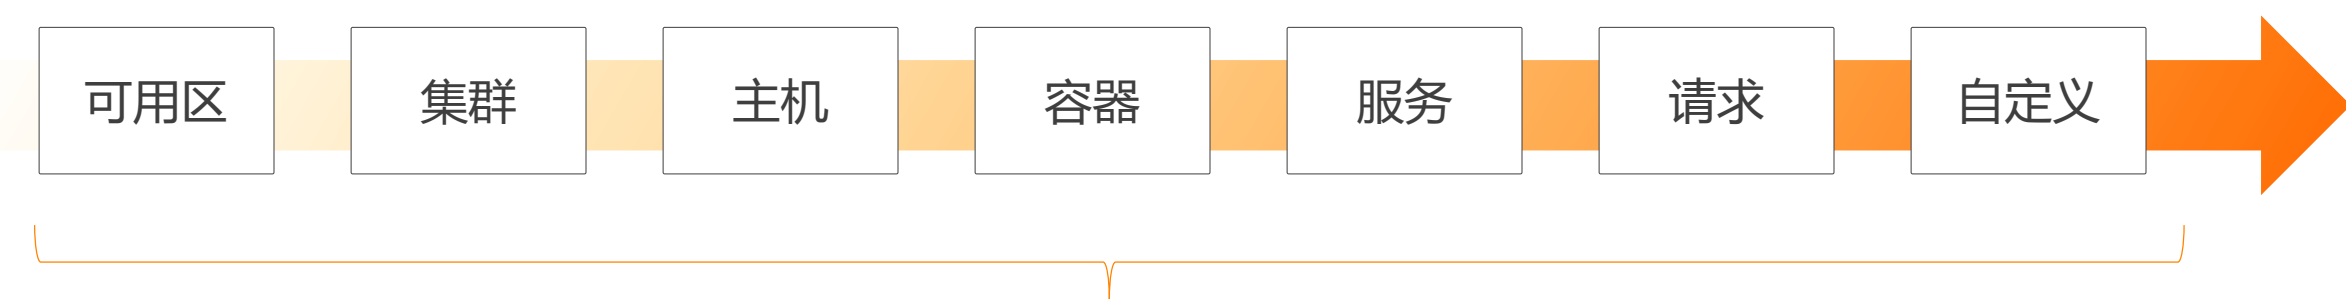 可用区 集群 主机 容器 服务 请求 自定义